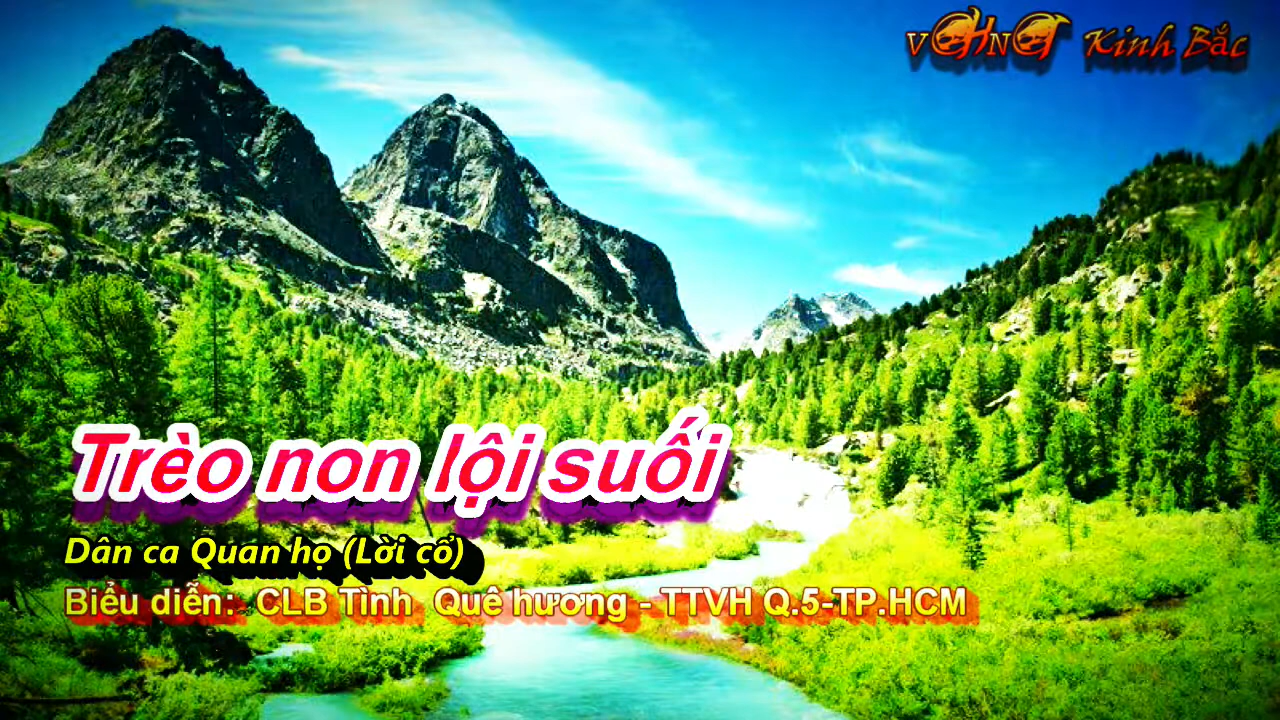 VHNT Kinh Bắc
Trèo non lội suối
Dân ca Quan họ (Lời cổ)
Biểu diễn: CLB Tình Quê hương - TTVH Q.5-TP.HCM